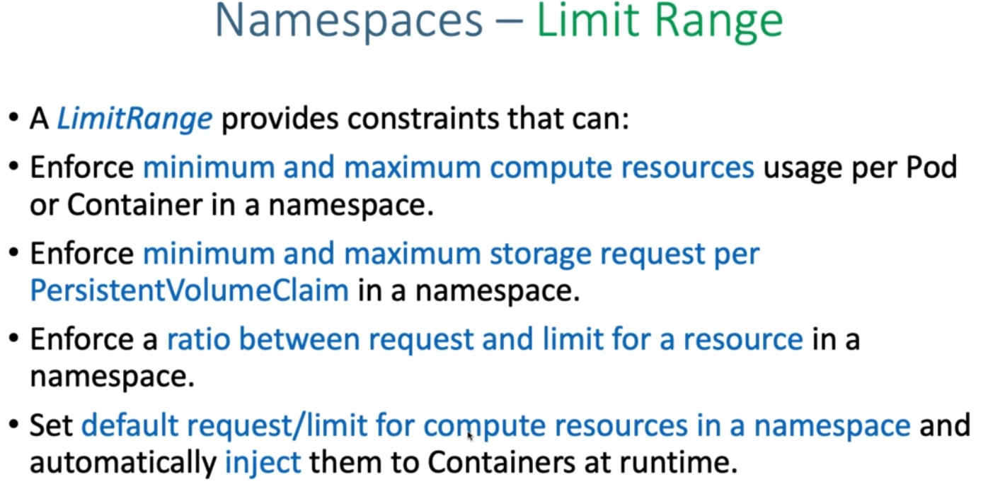 Namespaces – Limit Range
• A LimitRange provides constraints that can:
• Enforce minimum and maximum compute resources usage per Pod
or Container in a namespace.
• Enforce minimum and maximum storage request per
PersistentVolumeClaim in a namespace.
• Enforce a ratio between request and limit for a resource in a
namespace.
• Set default request/limit for compute resources in a namespace and
automatically inject them to Containers at runtime.